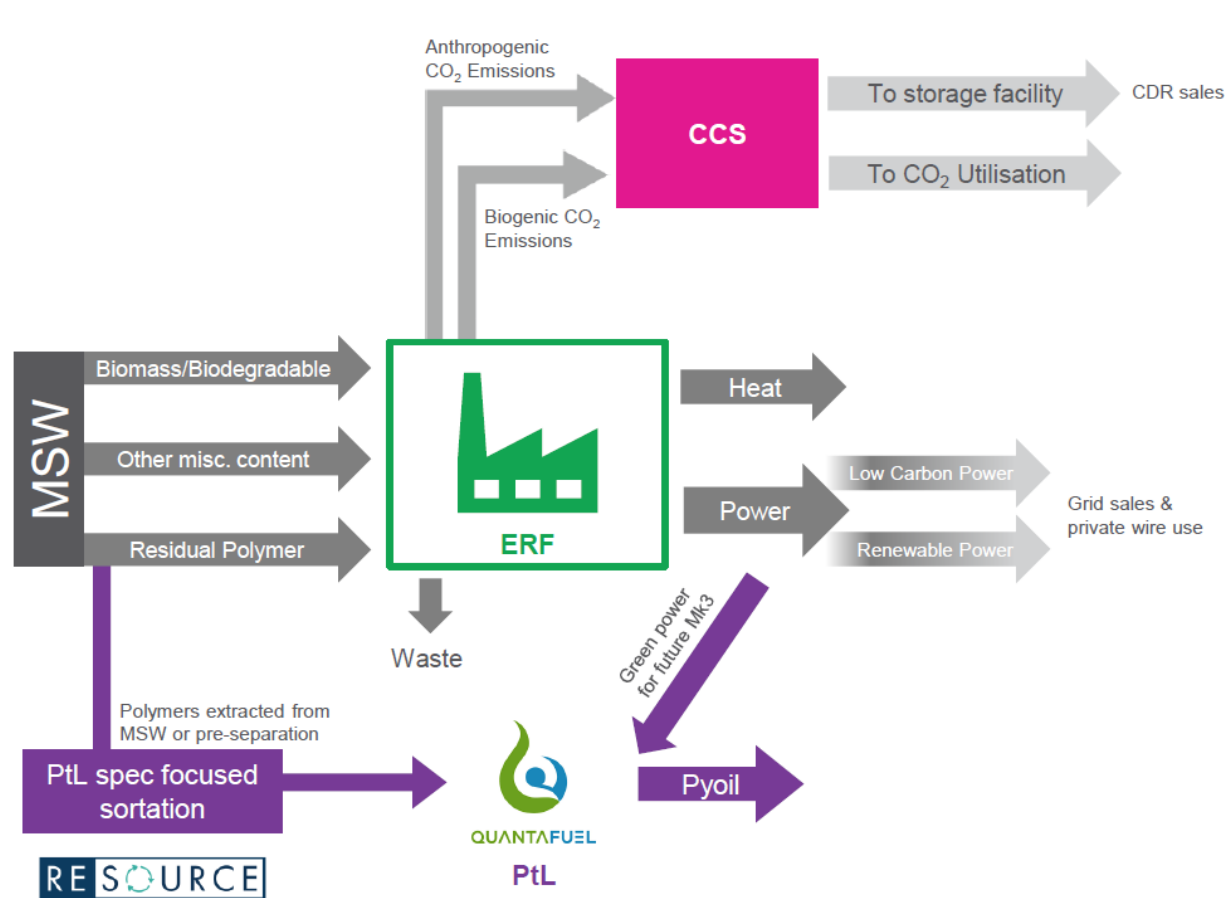 Anthropogenic
CO₂ Emissions
CCS
To storage facility
CDR sales
To CO₂ Utilisation
Biogenic CO₂
Emissions
MSW
Biomass/Biodegradable
Other misc. content
Residual Polymer
ERF
Heat
Power
Low Carbon Power
Renewable Power
Grid sales &
private wire use
Waste
Green power
for future Mk3
Polymers extracted from
MSW or pre-separation
PtL spec focused
sortation
QUANTAFUEL
PtL
Pyoil
RESOURCE